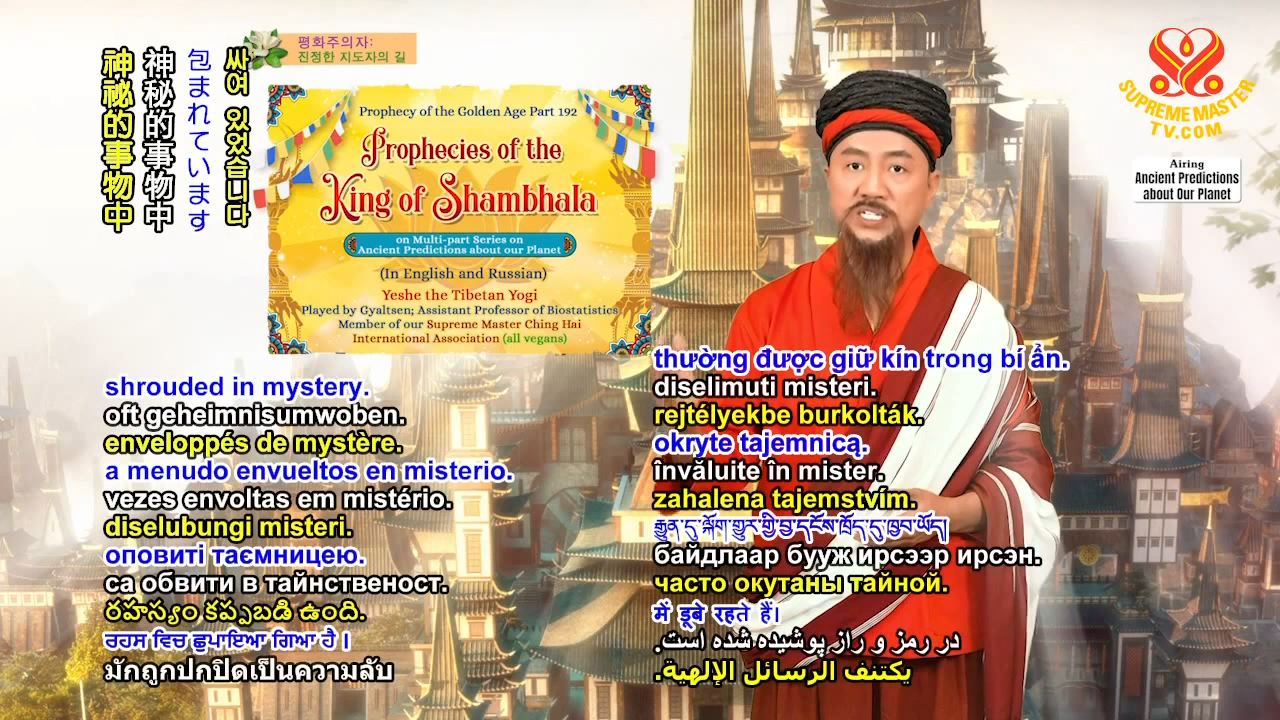 싸여 있었습니다
包まれています
神秘的事物中
神祕的事物中
평화주의자:
진정한 지도자의 길
Prophecy of the Golden Age Part 192
Prophecies of the
King of Shambhala
on Multi-part Series on
Ancient Predictions about our Planet
(In English and Russian)
Yeshe the Tibetan Yogi
Played by Gyaltsen; Assistant Professor of Biostatistics
Member of our Supreme Master Ching Hai
International Association (all vegans)
SUPREME MASTER
TV.COM
Airing
Ancient Predictions
about Our Planet
shrouded in mystery.
oft geheimnisumwoben.
enveloppés de mystère.
a menudo envueltos en misterio.
vezes envoltas em mistério.
diselubungi misteri.
оповиті таємницею.
са обвити в тайнственост.
రహస్యం కప్పబడి ఉంది.
ਰਹਸ ਵਿਚ ਛੁਪਾਇਆ ਗਿਆ ਹੈ।
มักถูกปกปิดเป็นความลับ
thường được giữ kín trong bí ẩn.
diselimuti misteri.
rejtélyekbe burkolták.
okryte tajemnicą.
învăluite în mister.
zahalena tajemstvím.
རྒྱུན་དུ་ལྐོག་གྱུར་གྱི་བྱ་དངོས་ཁྲོད་དུ་ཁྱབ་ཡོད།
байдлаар бууж ирсээр ирсэн.
часто окутаны тайной.
में डूबे रहते हैं।
در رمز و راز پوشیده شده است.
يكتنف الرسائل الإلهية.